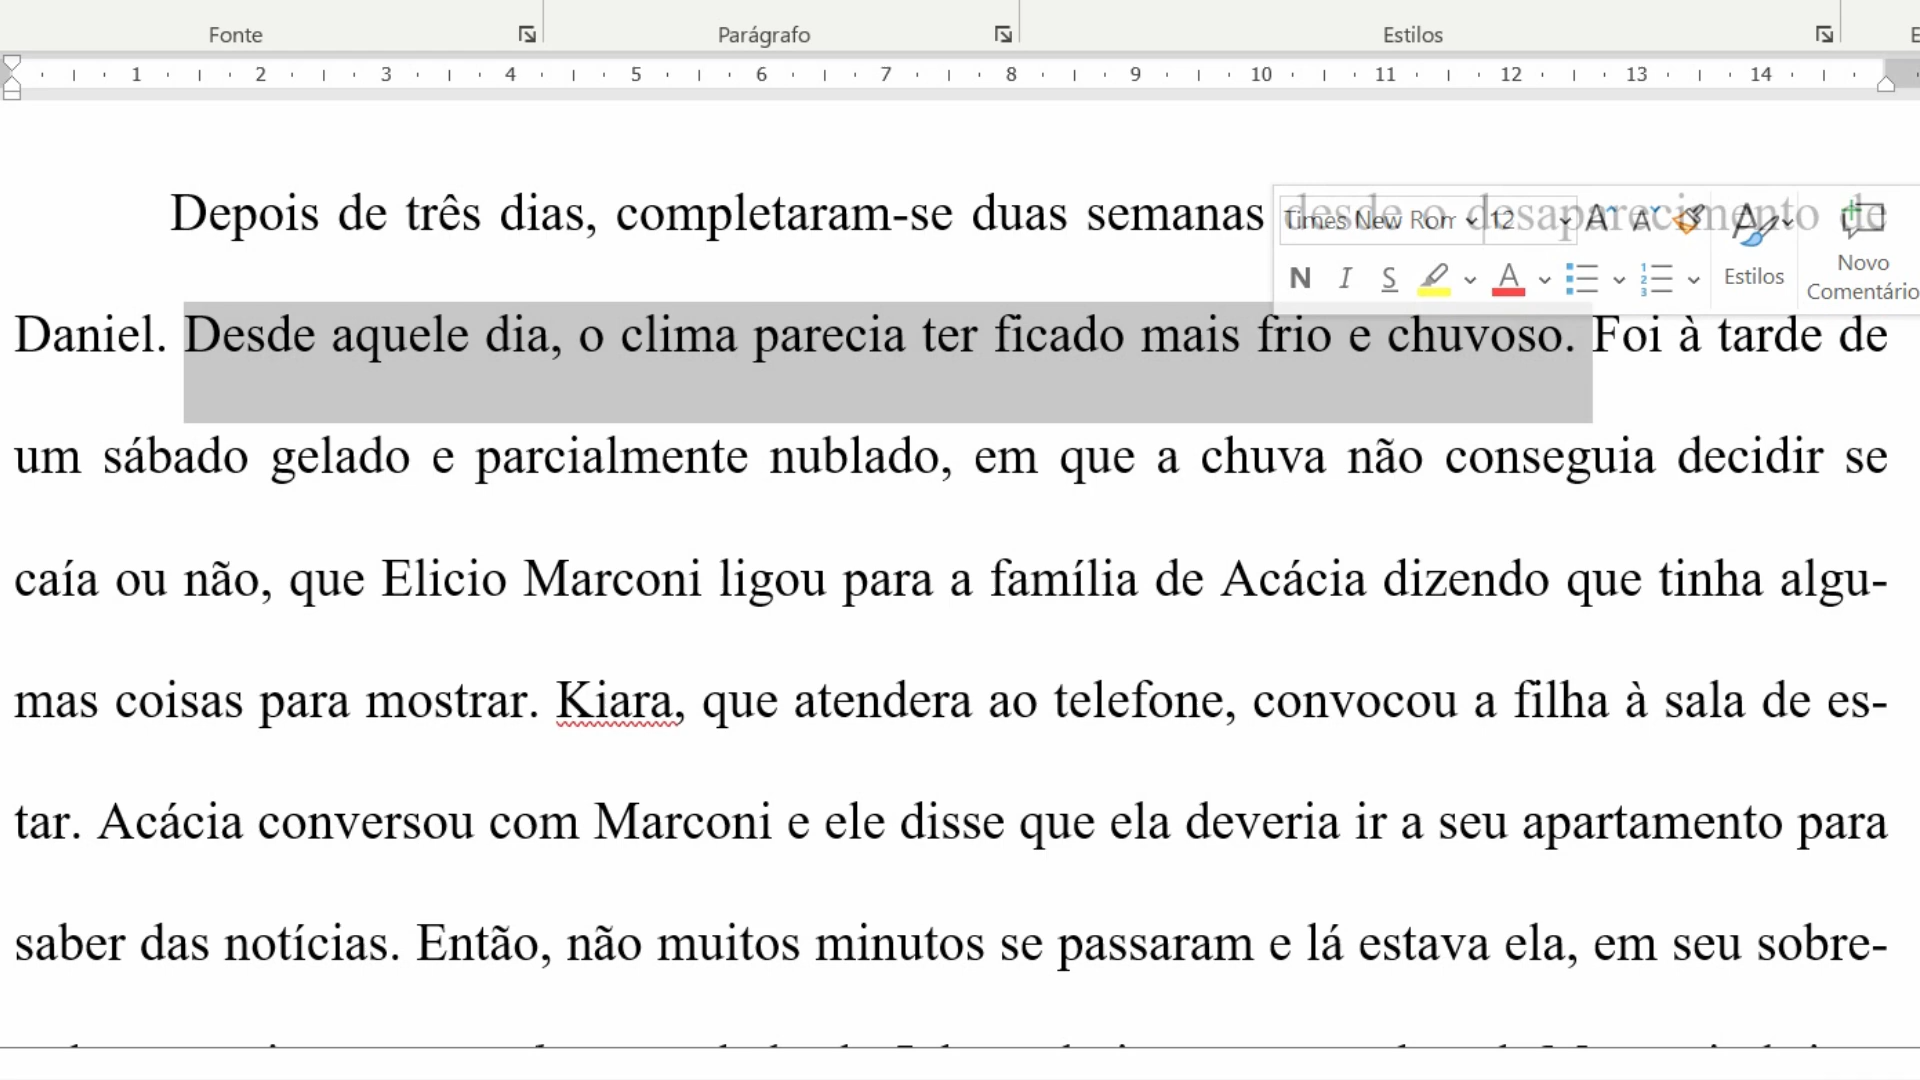 Fonte Parágrafo Estilos
1 2 3 4 5 6 7 8 9 10 11 12 13 14
Depois de três dias, completaram-se duas semanas desde o desaparecimento de
Times New Rom 12
N I S Estilos Novo Comentário
Daniel. Desde aquele dia, o clima parecia ter ficado mais frio e chuvoso. Foi à tarde de
um sábado gelado e parcialmente nublado, em que a chuva não conseguia decidir se
caía ou não, que Elicio Marconi ligou para a família de Acácia dizendo que tinha algu-
mas coisas para mostrar. Kiara, que atendera ao telefone, convocou a filha à sala de es-
tar. Acácia conversou com Marconi e ele disse que ela deveria ir a seu apartamento para
saber das notícias. Então, não muitos minutos se passaram e lá estava ela, em seu sobre-